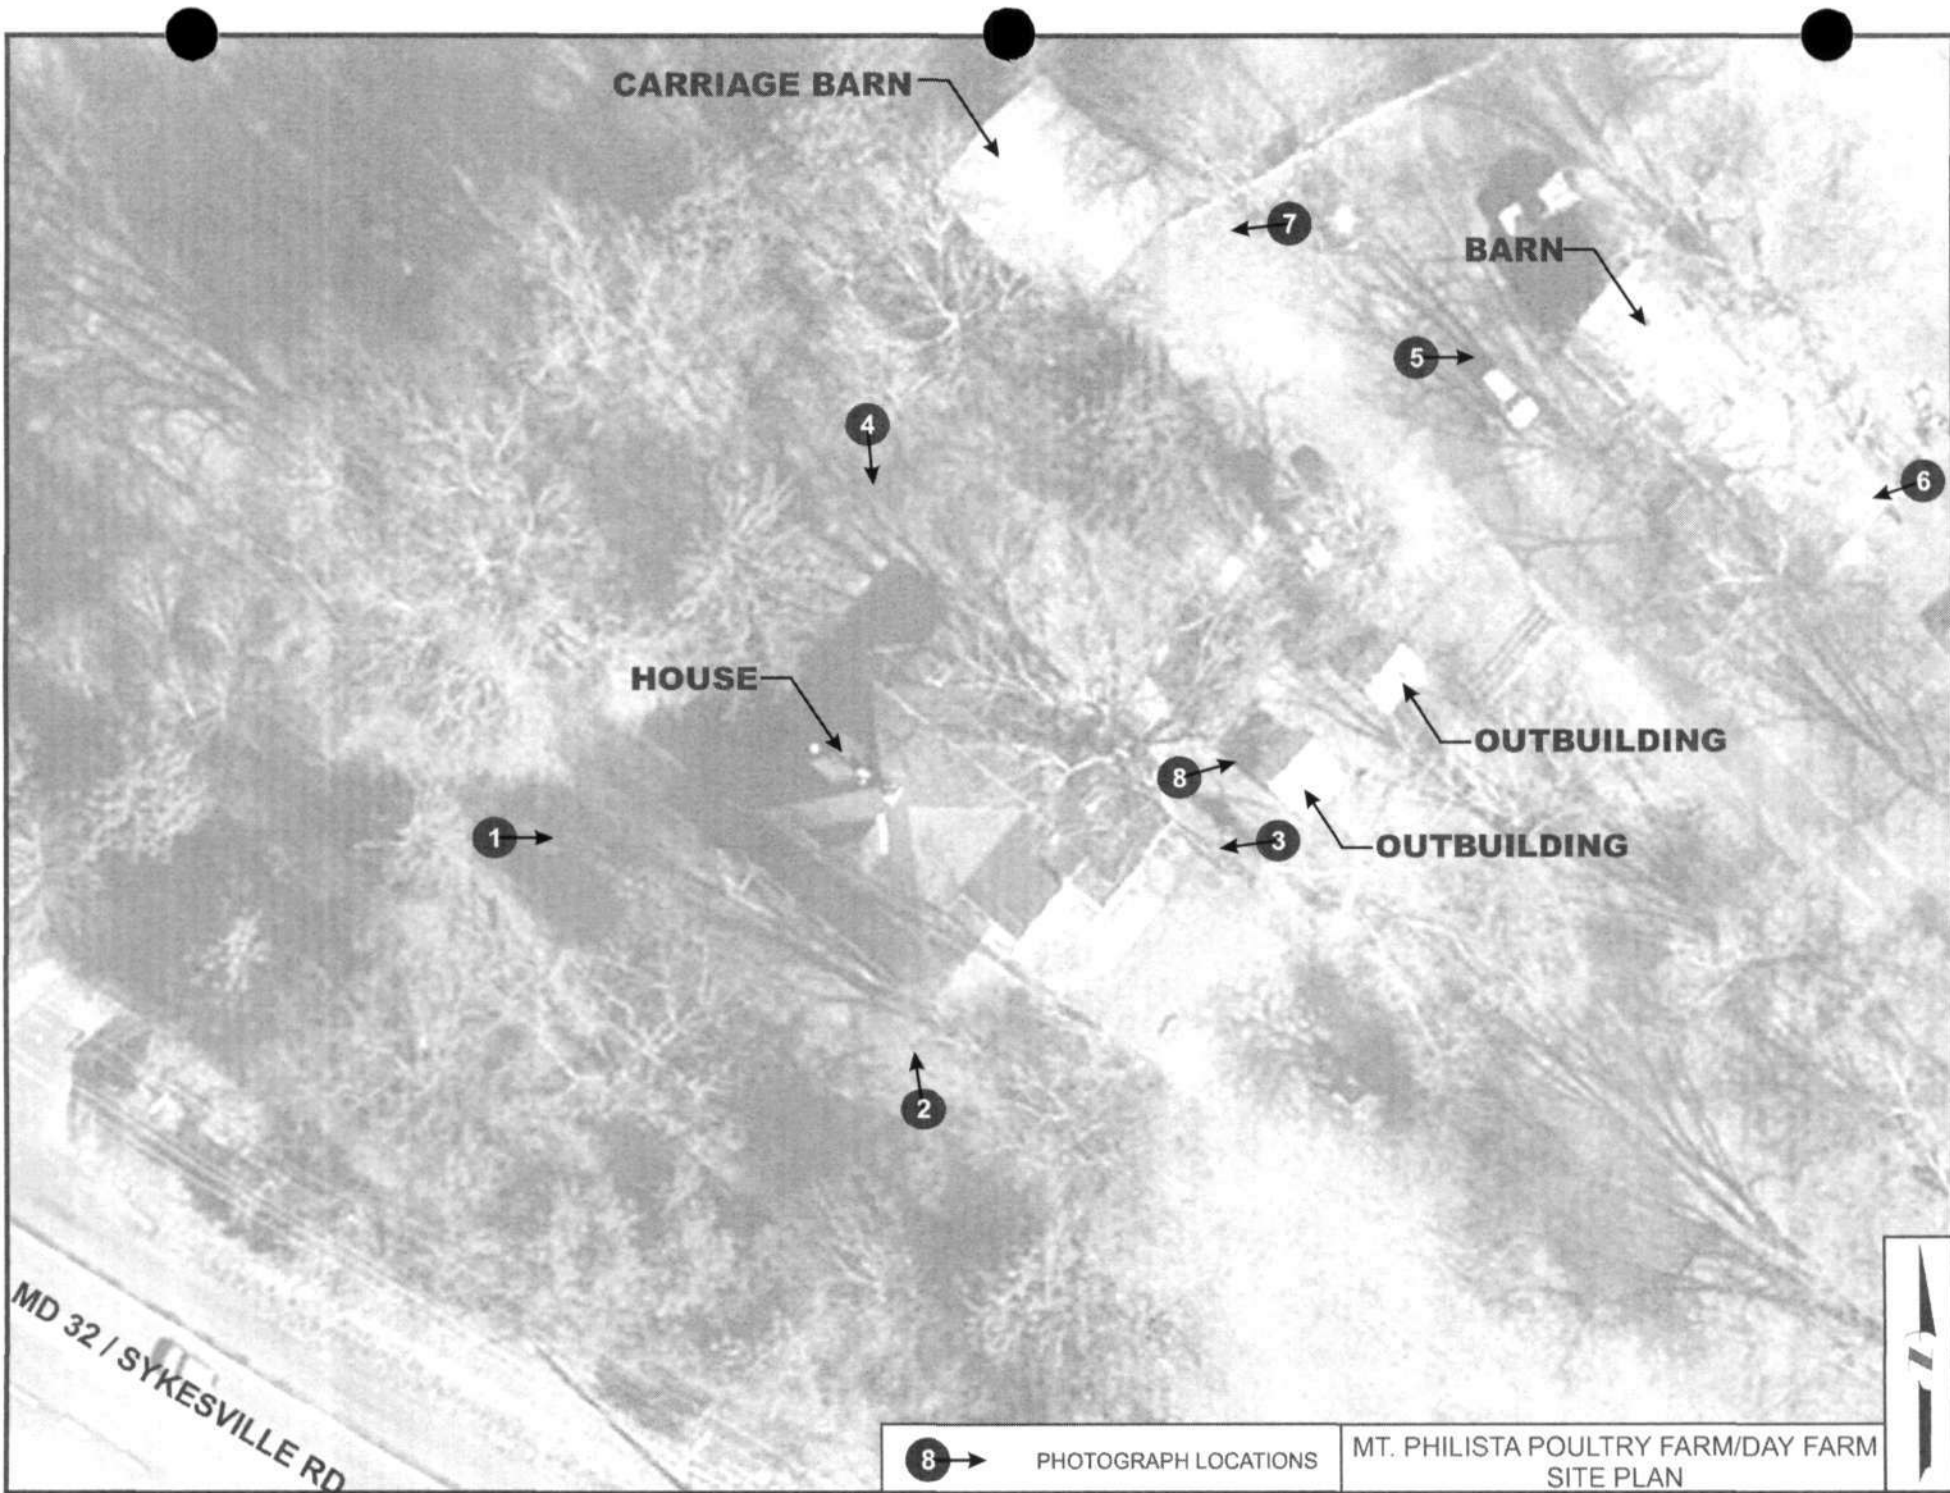 CARRIAGE BARN
7
BARN
5
4
6
HOUSE
OUTBUILDING
8
1
3
OUTBUILDING
2
MD 32 / SYKESVILLE RD
8 PHOTOGRAPH LOCATIONS
MT. PHILISTA POULTRY FARM/DAY FARM
SITE PLAN